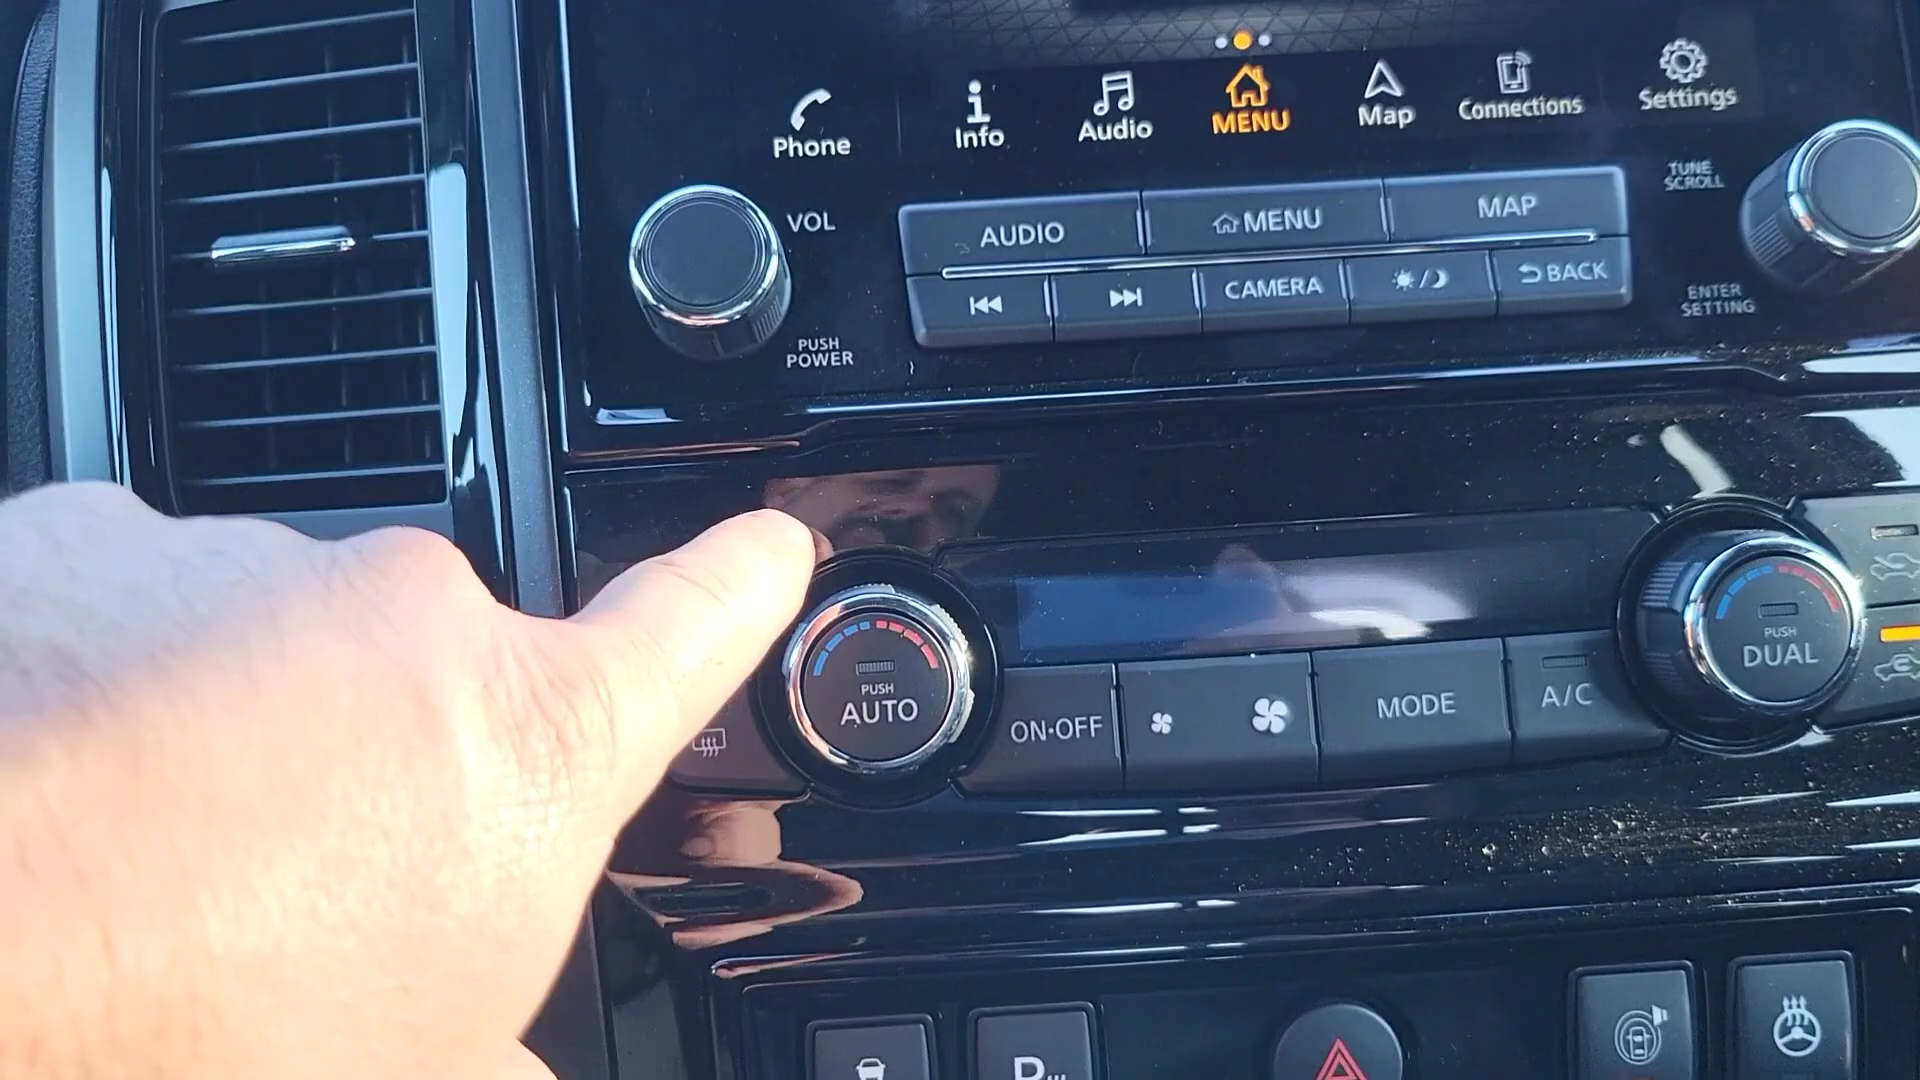 Phone
Info
Audio
MENU
Map
Connections
Settings
VOL
TUNE
SCROLL
AUDIO
MENU
MAP
CAMERA
BACK
ENTER
SETTING
PUSH
POWER
PUSH
AUTO
ON•OFF
MODE
A/C
PUSH
DUAL
P